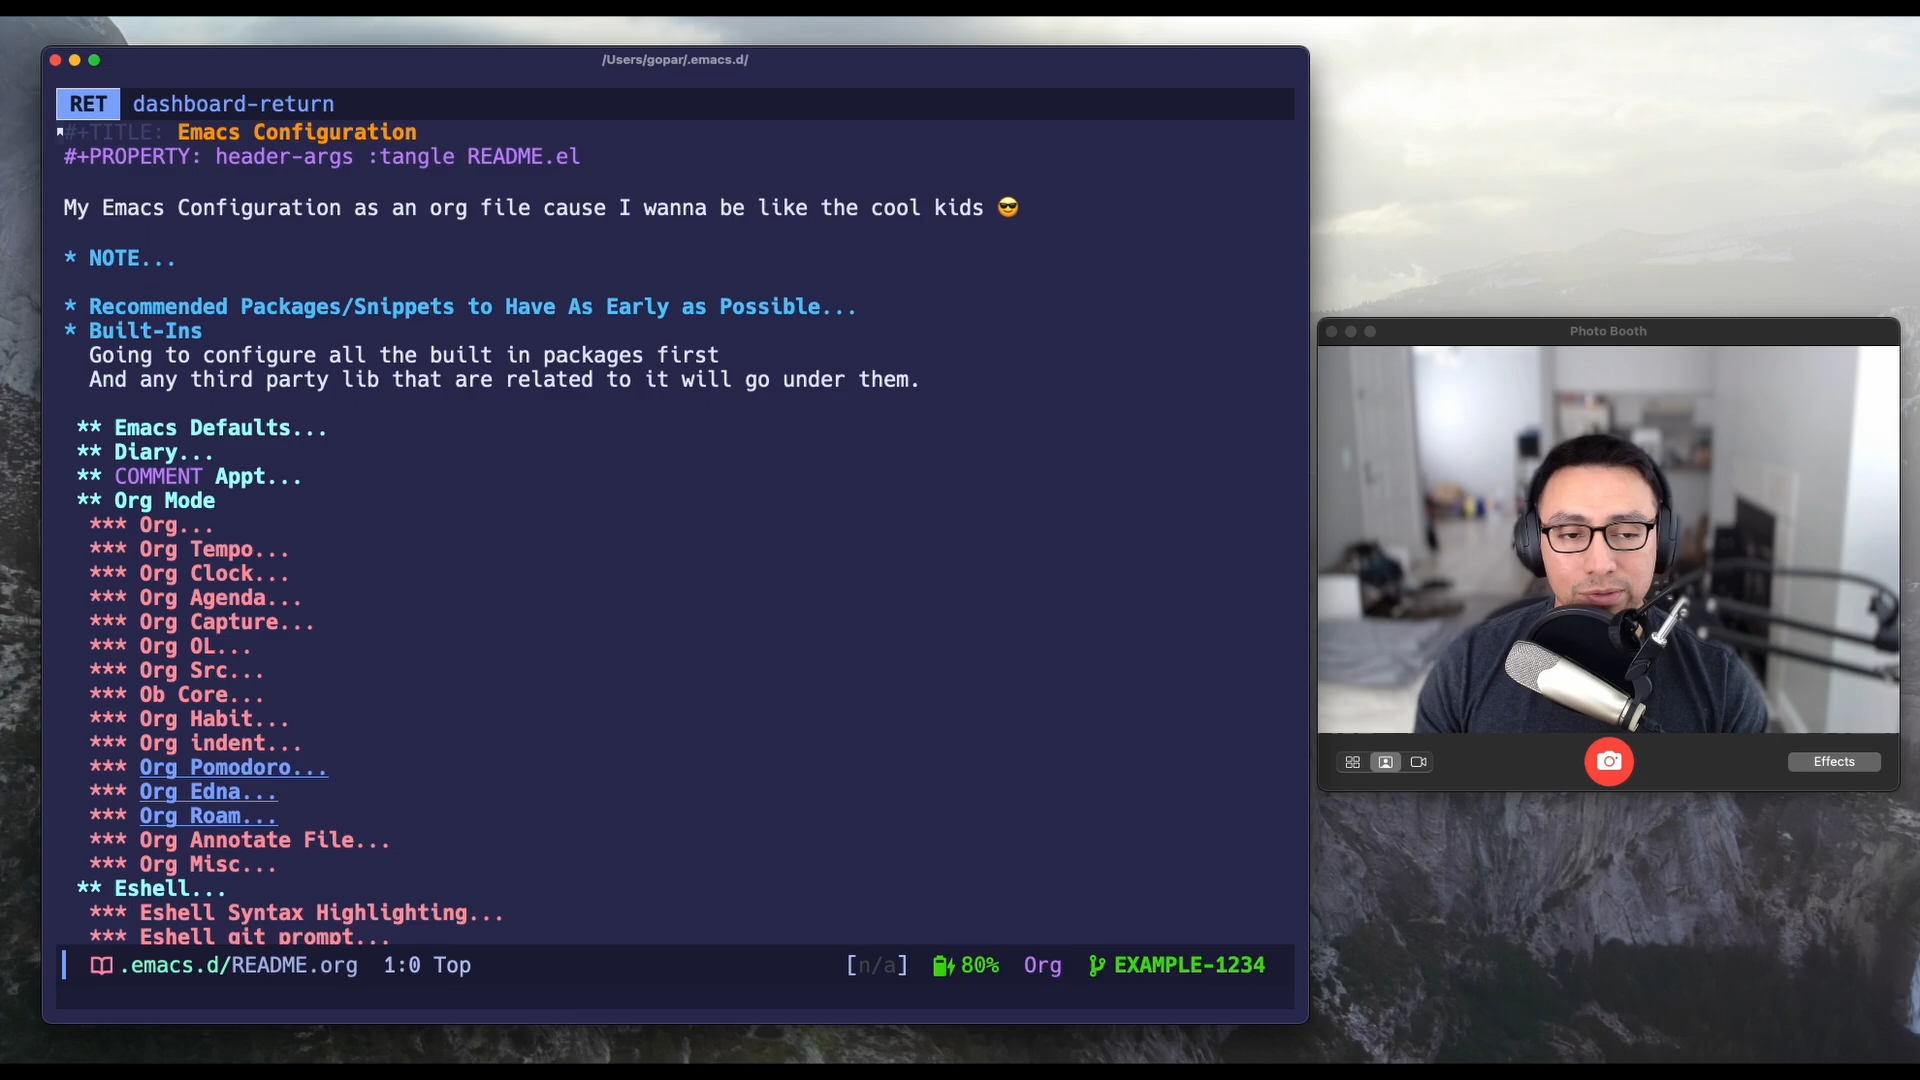 /Users/gopar/.emacs.d/
RET dashboard-return
#+TITLE: Emacs Configuration
#+PROPERTY: header-args :tangle README.el
My Emacs Configuration as an org file cause I wanna be like the cool kids 😎
* NOTE...
* Recommended Packages/Snippets to Have As Early as Possible...
* Built-Ins
Going to configure all the built in packages first
And any third party lib that are related to it will go under them.
** Emacs Defaults...
** Diary...
** COMMENT Appt...
** Org Mode
*** Org...
*** Org Tempo...
*** Org Clock...
*** Org Agenda...
*** Org Capture...
*** Org OL...
*** Org Src...
*** Ob Core...
*** Org Habit...
*** Org indent...
*** Org Pomodoro...
*** Org Edna...
*** Org Roam...
*** Org Annotate File...
*** Org Misc...
** Eshell...
*** Eshell Syntax Highlighting...
*** Eshell git prompt...
.emacs.d/README.org 1:0 Top [n/a] 80% Org EXAMPLE-1234
Photo Booth
Effects